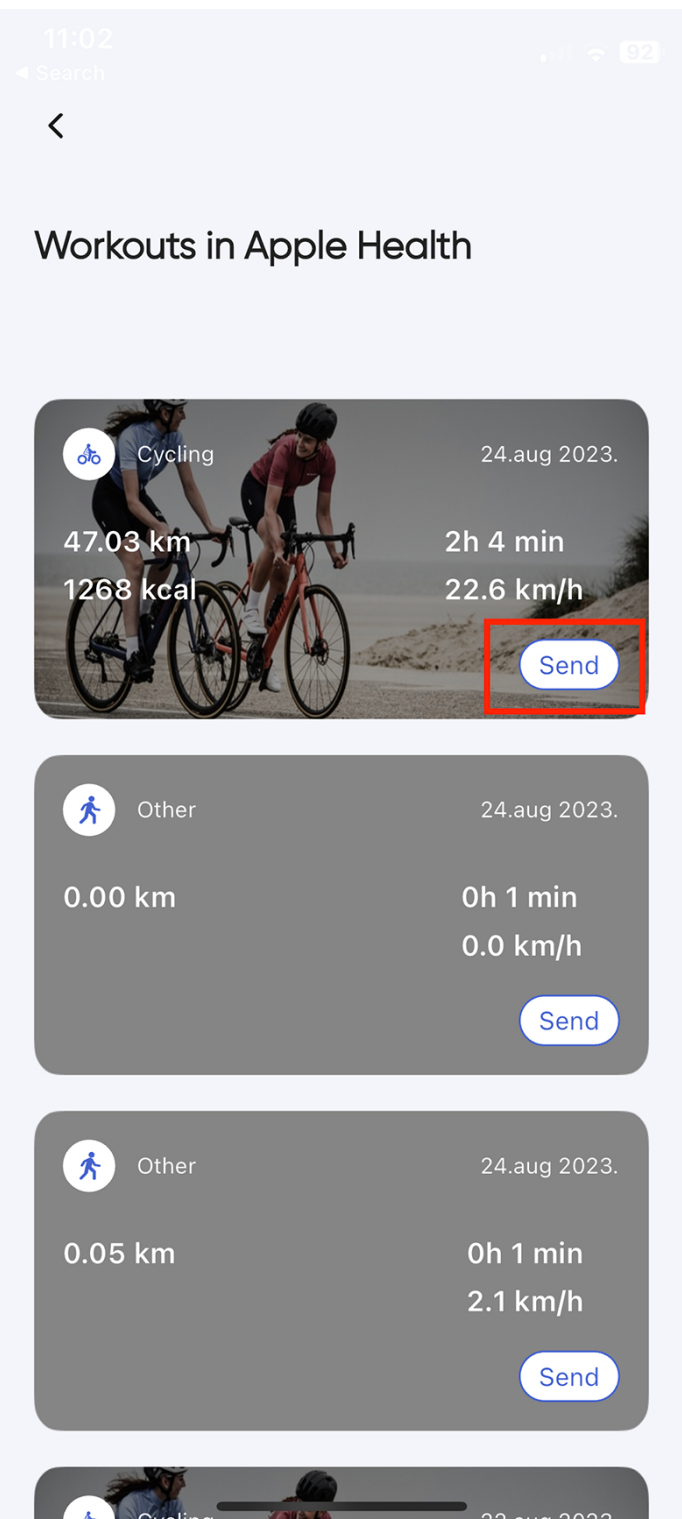 11:02
92
◀ Search
Workouts in Apple Health
Cycling 24.aug 2023.
47.03 km 2h 4 min
1268 kcal 22.6 km/h
Send
Other 24.aug 2023.
0.00 km 0h 1 min
0.0 km/h
Send
Other 24.aug 2023.
0.05 km 0h 1 min
2.1 km/h
Send